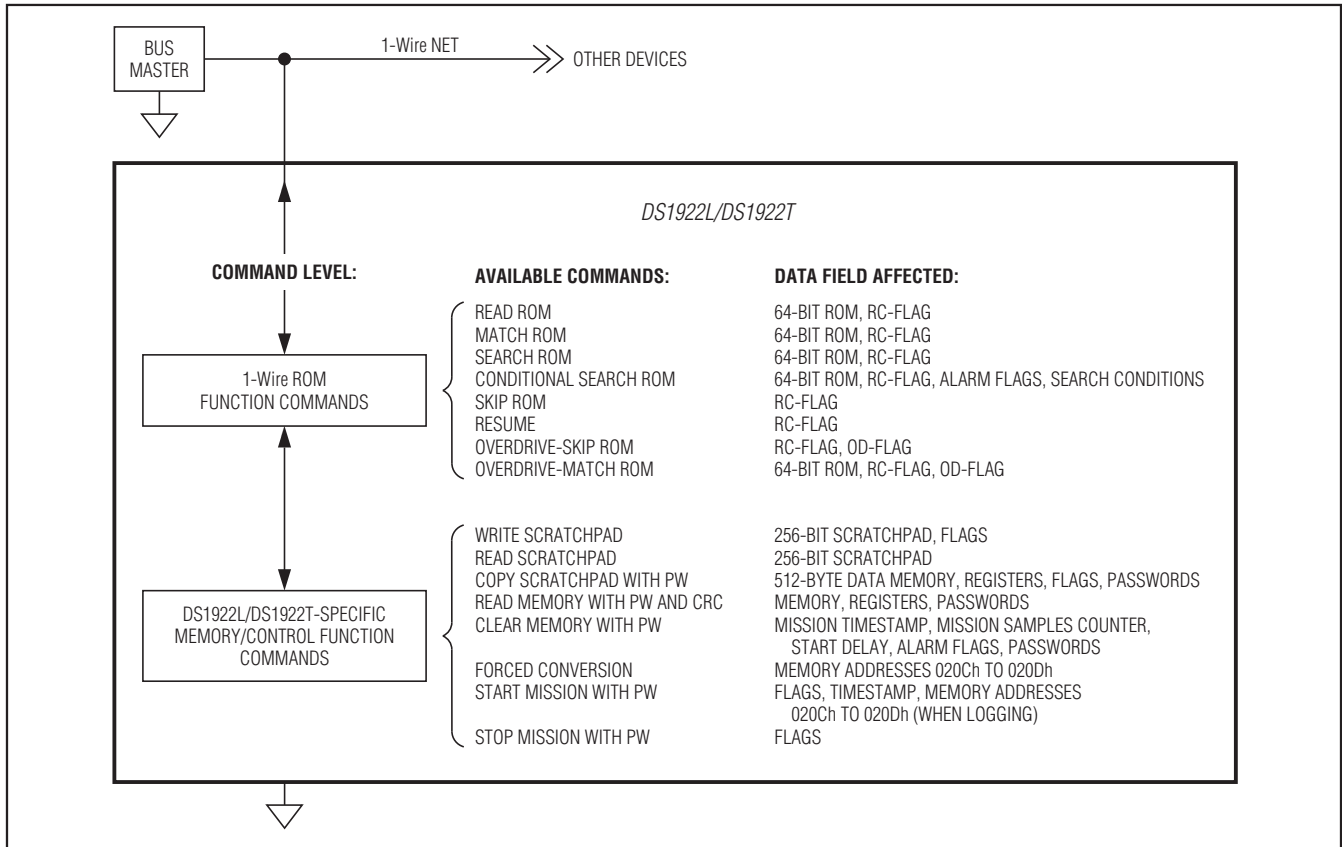 BUS
MASTER
1-Wire NET
OTHER DEVICES
DS1922L/DS1922T
COMMAND LEVEL:
AVAILABLE COMMANDS:
DATA FIELD AFFECTED:
1-Wire ROM
FUNCTION COMMANDS
READ ROM
64-BIT ROM, RC-FLAG
MATCH ROM
64-BIT ROM, RC-FLAG
SEARCH ROM
64-BIT ROM, RC-FLAG
CONDITIONAL SEARCH ROM
64-BIT ROM, RC-FLAG, ALARM FLAGS, SEARCH CONDITIONS
SKIP ROM
RC-FLAG
RESUME
RC-FLAG
OVERDRIVE-SKIP ROM
RC-FLAG, OD-FLAG
OVERDRIVE-MATCH ROM
64-BIT ROM, RC-FLAG, OD-FLAG
DS1922L/DS1922T-SPECIFIC
MEMORY/CONTROL FUNCTION
COMMANDS
WRITE SCRATCHPAD
256-BIT SCRATCHPAD, FLAGS
READ SCRATCHPAD
256-BIT SCRATCHPAD
COPY SCRATCHPAD WITH PW
512-BYTE DATA MEMORY, REGISTERS, FLAGS, PASSWORDS
READ MEMORY WITH PW AND CRC
MEMORY, REGISTERS, PASSWORDS
CLEAR MEMORY WITH PW
MISSION TIMESTAMP, MISSION SAMPLES COUNTER,
START DELAY, ALARM FLAGS, PASSWORDS
FORCED CONVERSION
MEMORY ADDRESSES 020Ch TO 020Dh
START MISSION WITH PW
FLAGS, TIMESTAMP, MEMORY ADDRESSES
020Ch TO 020Dh (WHEN LOGGING)
STOP MISSION WITH PW
FLAGS